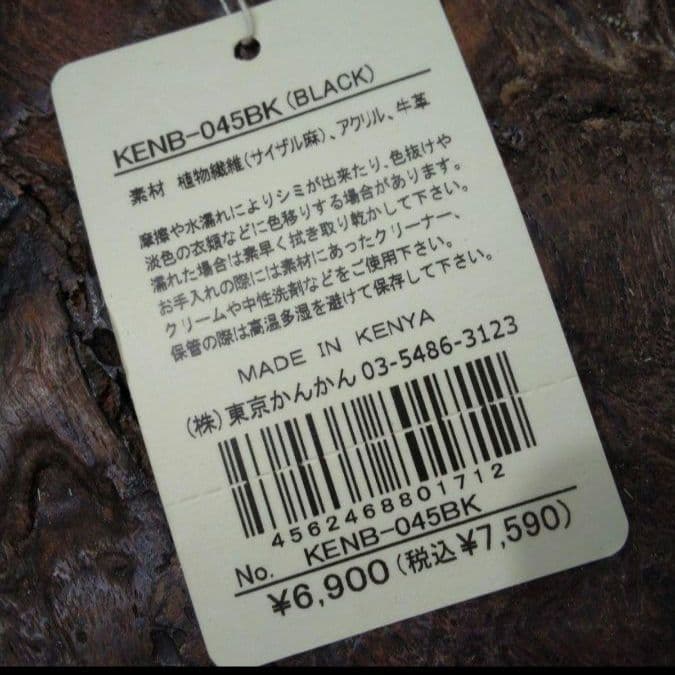 KENB-045BK(BLACK)
素材 植物繊維(サイザル麻)、アクリル、牛革
摩擦や水濡れによりシミが出来たり、色抜けや
淡色の衣類などに色移りする場合があります。
濡れた場合は素早く拭き取り乾かして下さい。
お手入れの際には素材にあったクリーナー、
クリームや中性洗剤などをご使用下さい。
保管の際は高温多湿を避けて保存して下さい。
MADE IN KENYA
(株)東京かんかん 03-5486-3123
4562468801712
No. KENB-045BK
¥6,900(税込¥7,590)